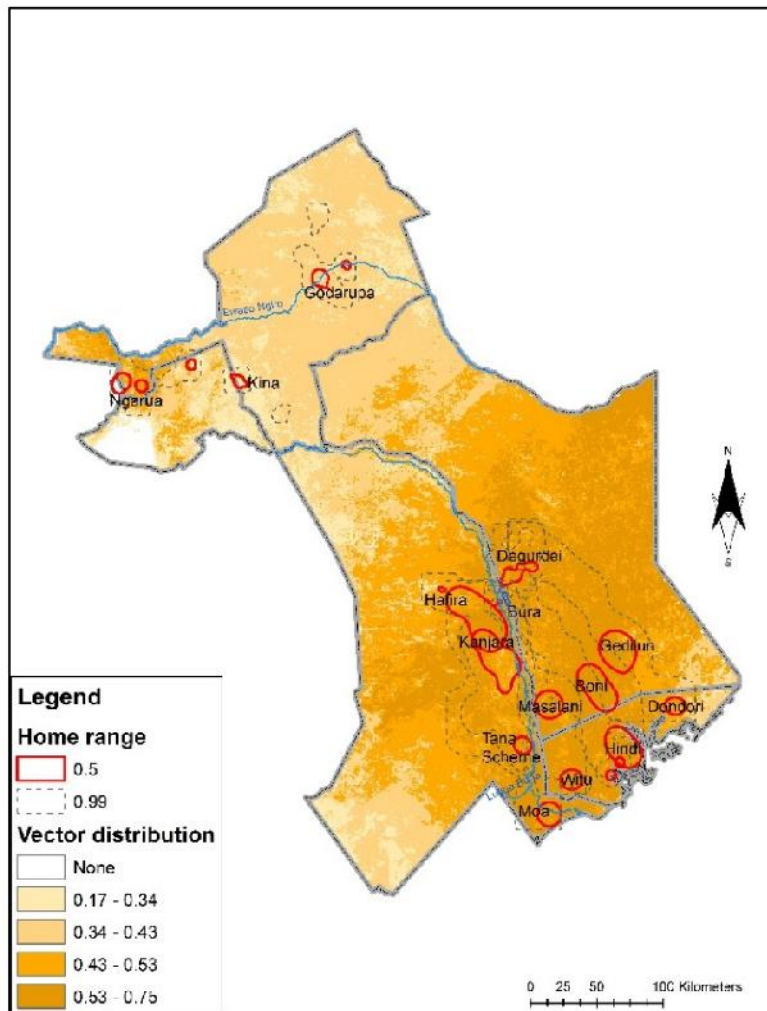 Godarupa
Ewaso Ngiro
Ngarua
Kina
N
S
Dagurdei
Hafira
Bura
Kanjara
Gedilun
Boni
Masalani
Dondori
Tana
Scheme
Hindi
Witu
Moa
Legend
Home range
0.5
0.99
Vector distribution
None
0.17 - 0.34
0.34 - 0.43
0.43 - 0.53
0.53 - 0.75
0 25 50 100 Kilometers